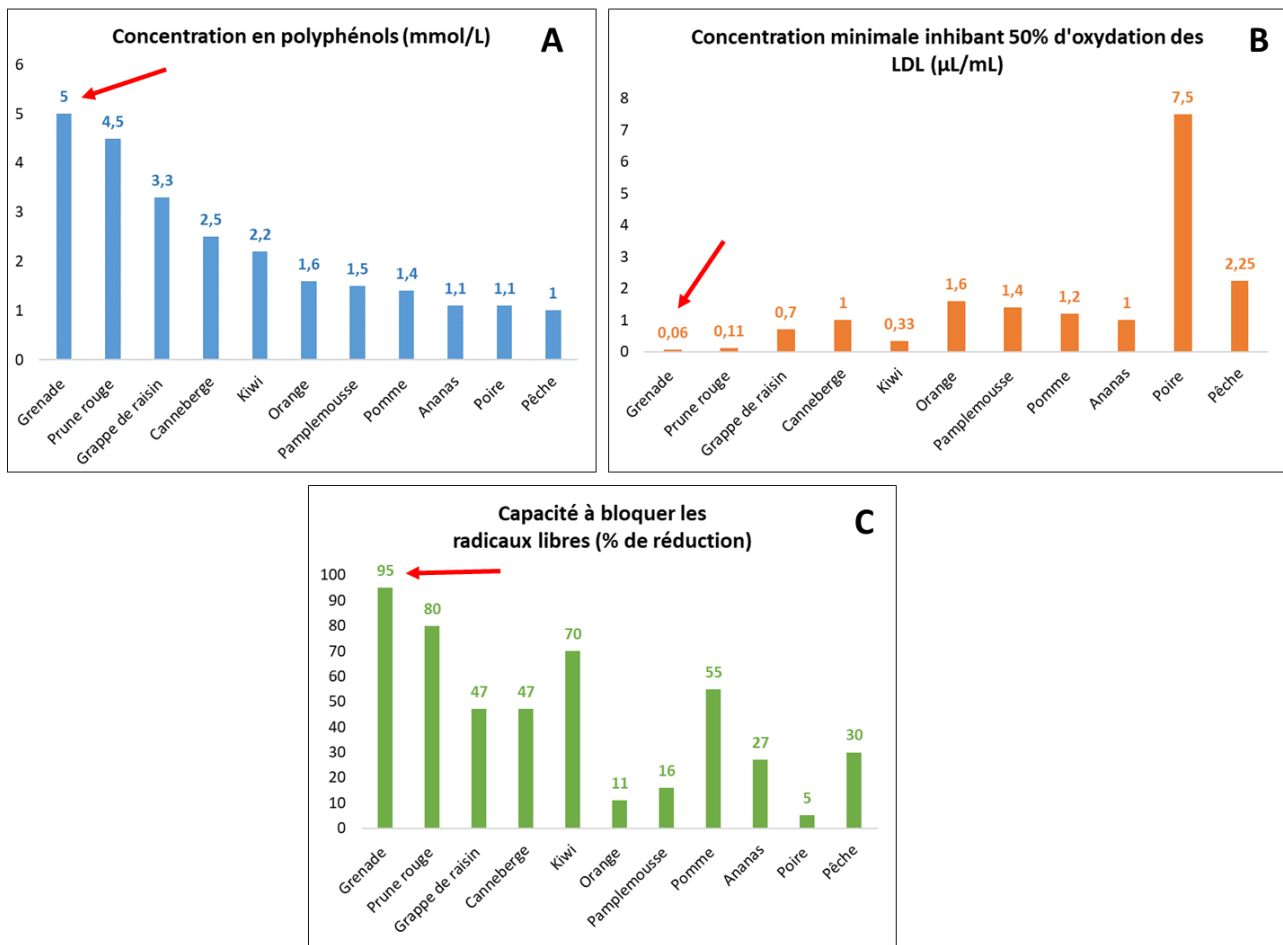 Concentration en polyphénols (mmol/L)
A
6
5
4
3
2
1
0
5
4,5
3,3
2,5
2,2
1,6
1,5
1,4
1,1
1,1
1
Grenade
Prune rouge
Grappe de raisin
Canneberge
Kiwi
Orange
Pamplemousse
Pomme
Ananas
Poire
Pêche
Concentration minimale inhibant 50% d'oxydation des
LDL (µL/mL)
B
8
7
6
5
4
3
2
1
0
0,06
0,11
0,7
1
0,33
1,6
1,4
1,2
1
7,5
2,25
Grenade
Prune rouge
Grappe de raisin
Canneberge
Kiwi
Orange
Pamplemousse
Pomme
Ananas
Poire
Pêche
Capacité à bloquer les
radicaux libres (% de réduction)
C
100
90
80
70
60
50
40
30
20
10
0
95
80
47
47
70
11
16
55
27
5
30
Grenade
Prune rouge
Grappe de raisin
Canneberge
Kiwi
Orange
Pamplemousse
Pomme
Ananas
Poire
Pêche